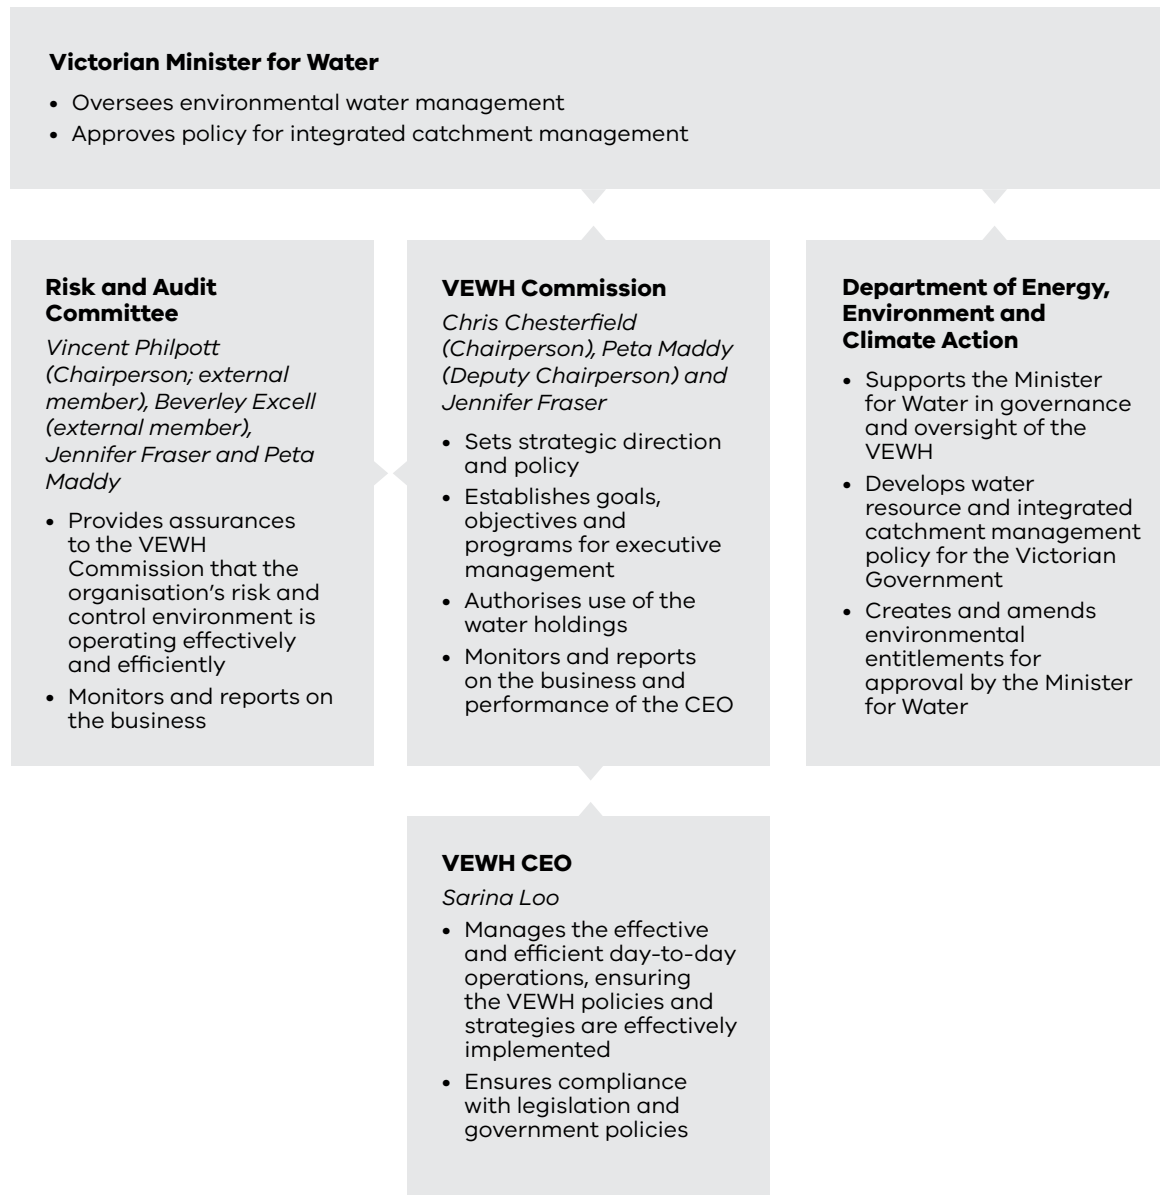 Victorian Minister for Water
• Oversees environmental water management
• Approves policy for integrated catchment management
Risk and Audit
Committee
Vincent Philpott
(Chairperson; external
member), Beverley Excell
(external member),
Jennifer Fraser and Peta
Maddy
• Provides assurances
to the VEWH
Commission that the
organisation’s risk and
control environment is
operating effectively
and efficiently
• Monitors and reports on
the business
VEWH Commission
Chris Chesterfield
(Chairperson), Peta Maddy
(Deputy Chairperson) and
Jennifer Fraser
• Sets strategic direction
and policy
• Establishes goals,
objectives and
programs for executive
management
• Authorises use of the
water holdings
• Monitors and reports
on the business and
performance of the CEO
Department of Energy,
Environment and
Climate Action
• Supports the Minister
for Water in governance
and oversight of the
VEWH
• Develops water
resource and integrated
catchment management
policy for the Victorian
Government
• Creates and amends
environmental
entitlements for
approval by the Minister
for Water
VEWH CEO
Sarina Loo
• Manages the effective
and efficient day-to-day
operations, ensuring
the VEWH policies and
strategies are effectively
implemented
• Ensures compliance
with legislation and
government policies